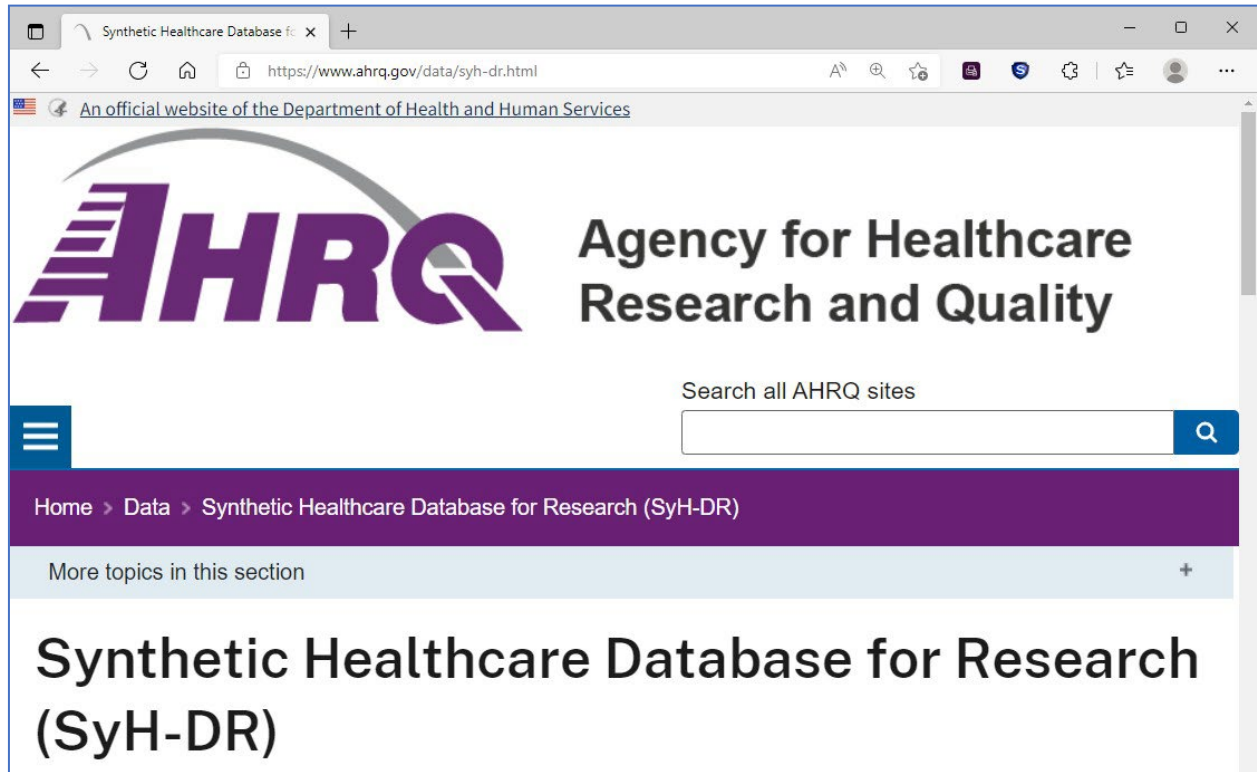 Synthetic Healthcare Database fo
https://www.ahrq.gov/data/syh-dr.html
An official website of the Department of Health and Human Services
AHRQ
Agency for Healthcare
Research and Quality
Search all AHRQ sites
Home > Data > Synthetic Healthcare Database for Research (SyH-DR)
More topics in this section
Synthetic Healthcare Database for Research
(SyH-DR)